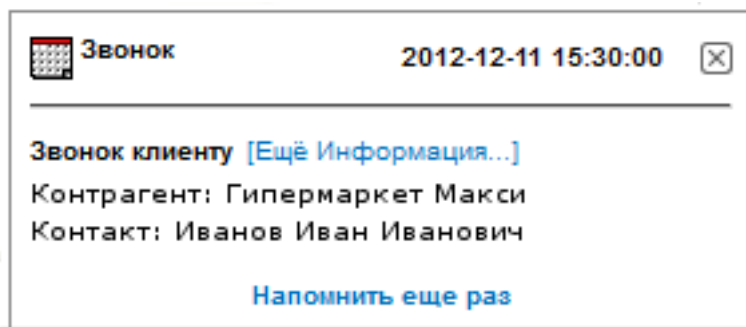 Звонок 2012-12-11 15:30:00
Звонок клиенту [Ещё Информация...]
Контрагент: Гипермаркет Макси
Контакт: Иванов Иван Иванович
Напомнить еще раз